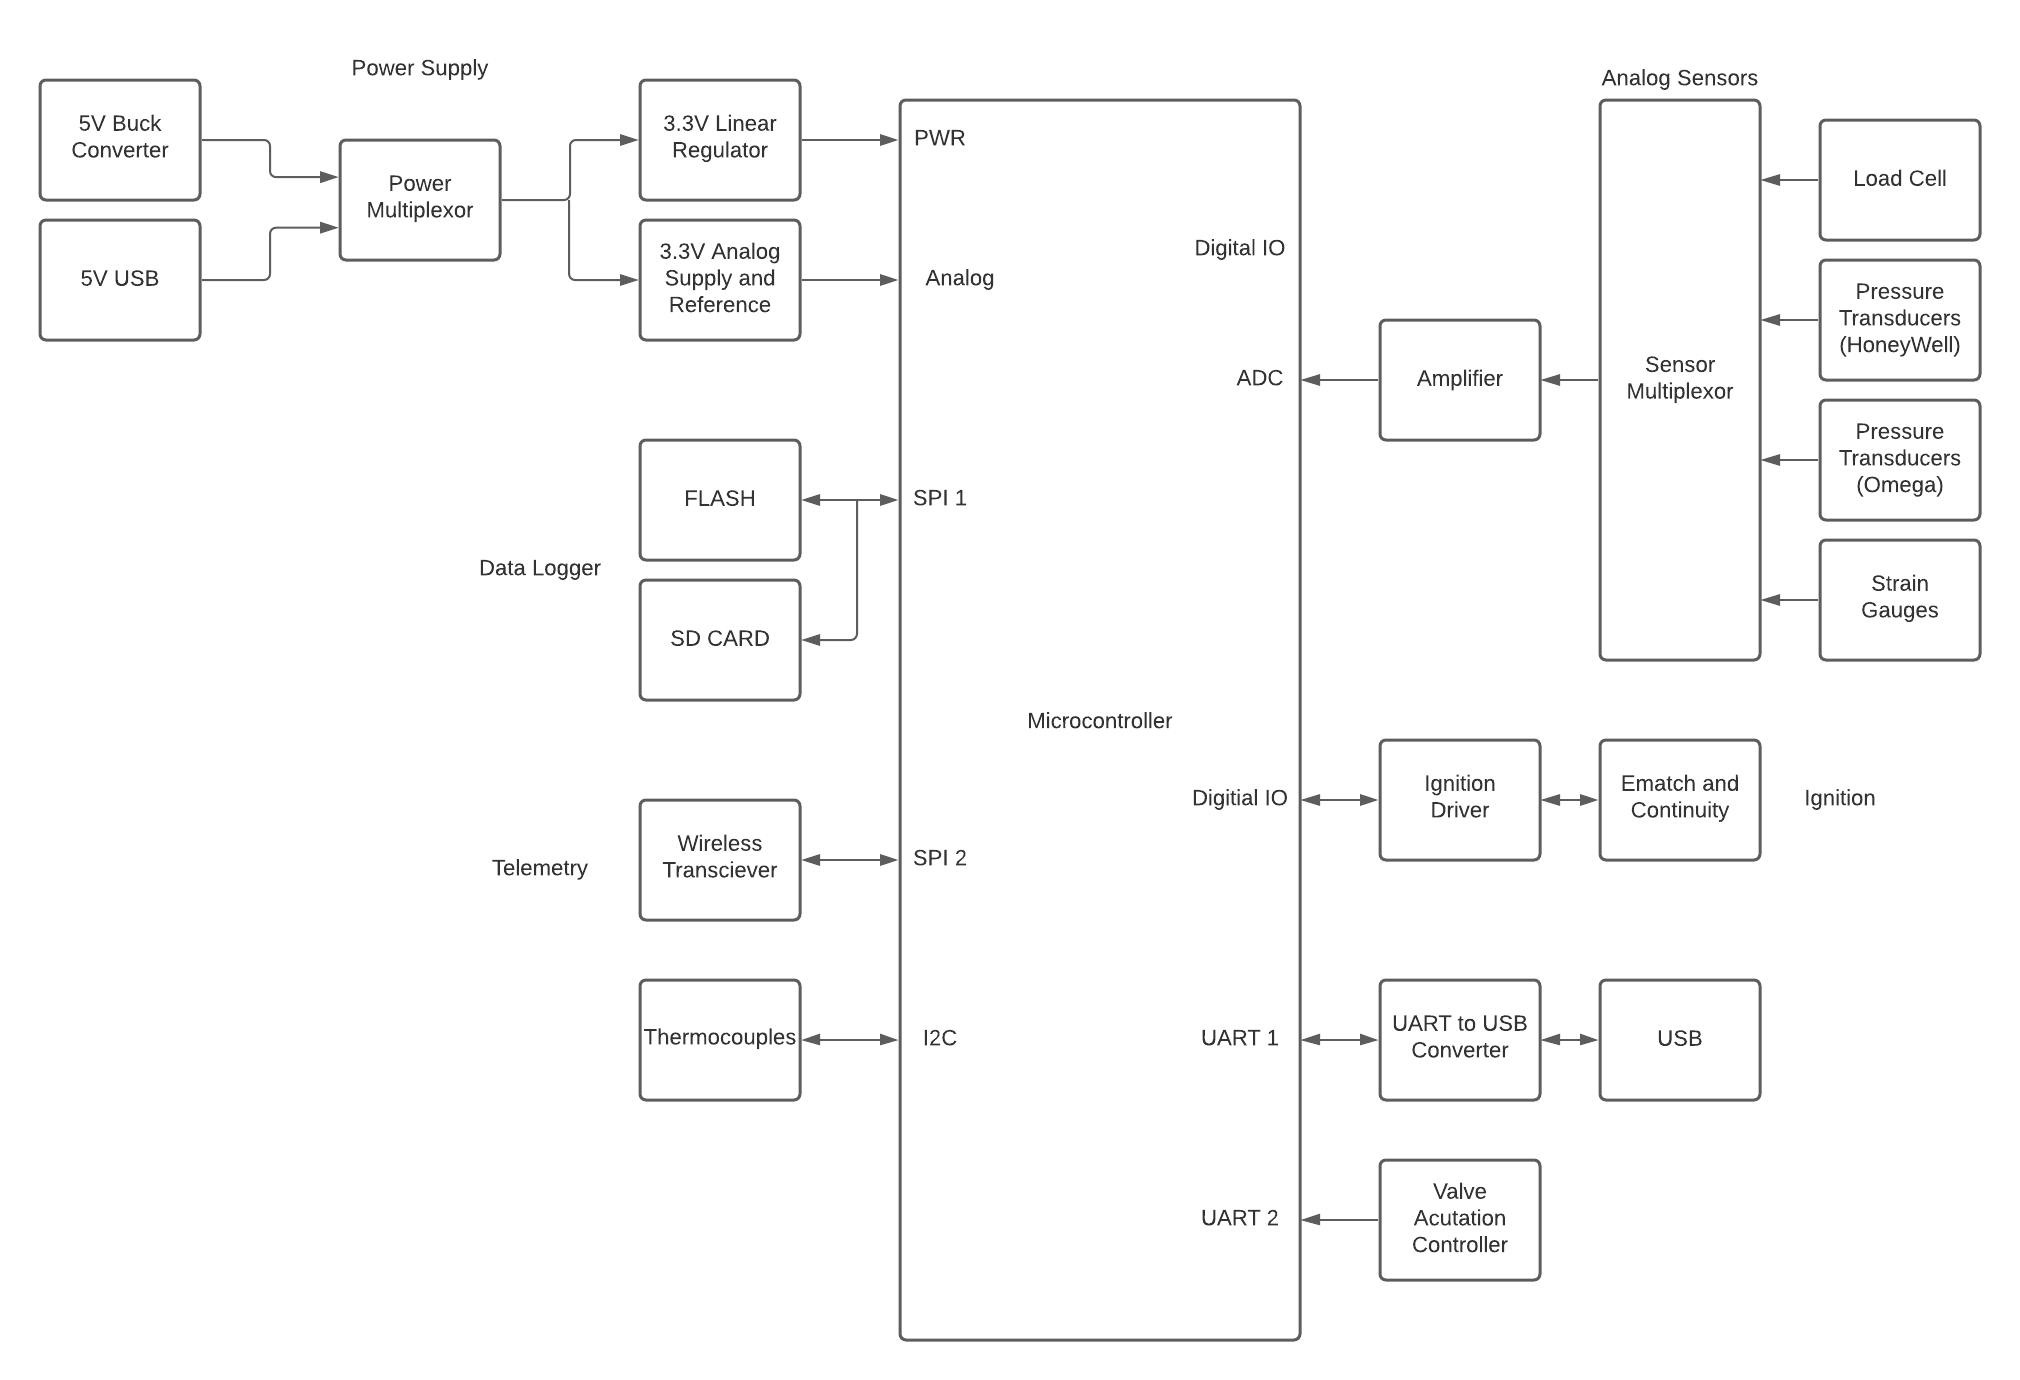 Power Supply
5V Buck
Converter
5V USB
Power
Multiplexor
3.3V Linear
Regulator
3.3V Analog
Supply and
Reference
PWR
Analog
Digital IO
ADC
Amplifier
Analog Sensors
Sensor
Multiplexor
Load Cell
Pressure
Transducers
(HoneyWell)
Pressure
Transducers
(Omega)
Strain
Gauges
Data Logger
FLASH
SD CARD
SPI 1
Microcontroller
Telemetry
Wireless
Transciever
SPI 2
Digitial IO
Ignition
Driver
Ematch and
Continuity
Ignition
Thermocouples
I2C
UART 1
UART to USB
Converter
USB
UART 2
Valve
Acutation
Controller